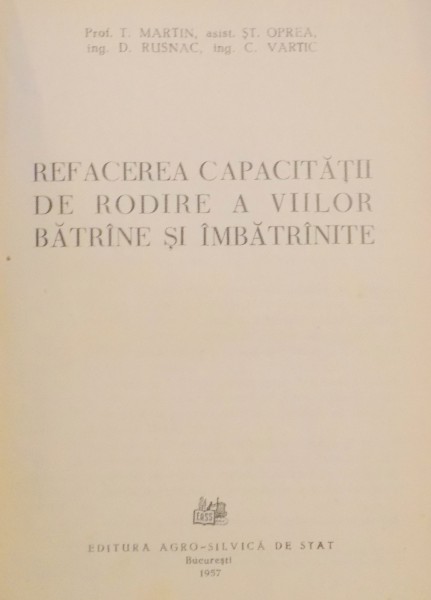 Prof. T. MARTIN, asist. ŞT. OPREA,
ing. D. RUSNAC, ing. C. VARTIC
REFACEREA CAPACITĂŢII
DE RODIRE A VIILOR
BĂTRÎNE ŞI ÎMBĂTRÎNITE
EASS
EDITURA AGRO-SILVICĂ DE STAT
Bucureşti
1957